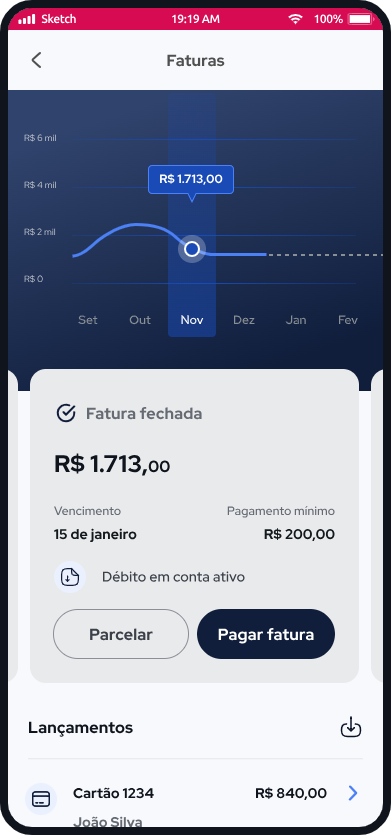 Sketch 19:19 AM 100%
Faturas
R$ 6 mil
R$ 4 mil
R$ 1.713,00
R$ 2 mil
R$ 0
Set Out Nov Dez Jan Fev
Fatura fechada
R$ 1.713,00
Vencimento Pagamento mínimo
15 de janeiro R$ 200,00
Débito em conta ativo
Parcelar Pagar fatura
Lançamentos
Cartão 1234 R$ 840,00
João Silva